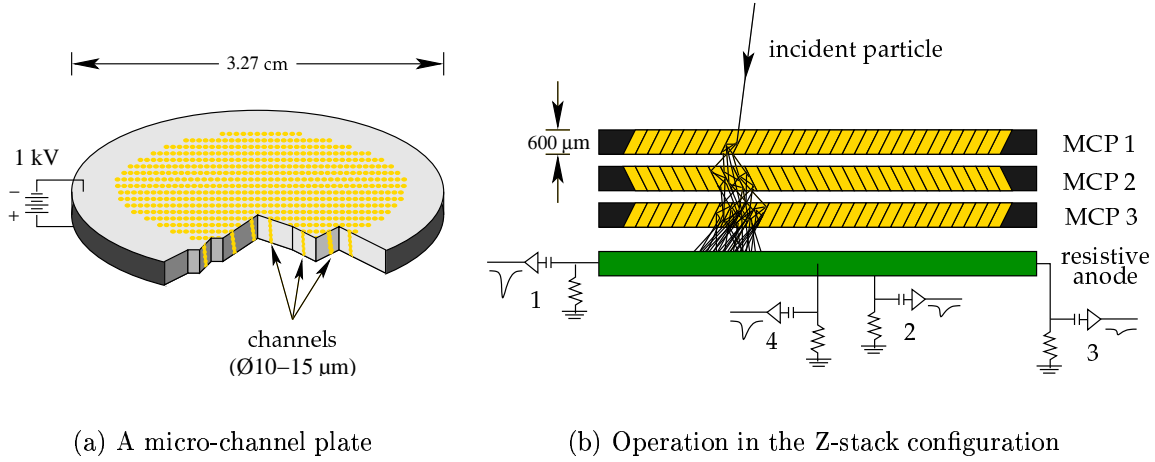 3.27 cm
1 kV
−
+
channels
(Ø10–15 µm)
(a) A micro-channel plate
incident particle
600 µm
MCP 1
MCP 2
MCP 3
resistive
anode
1
4
2
3
(b) Operation in the Z-stack configuration